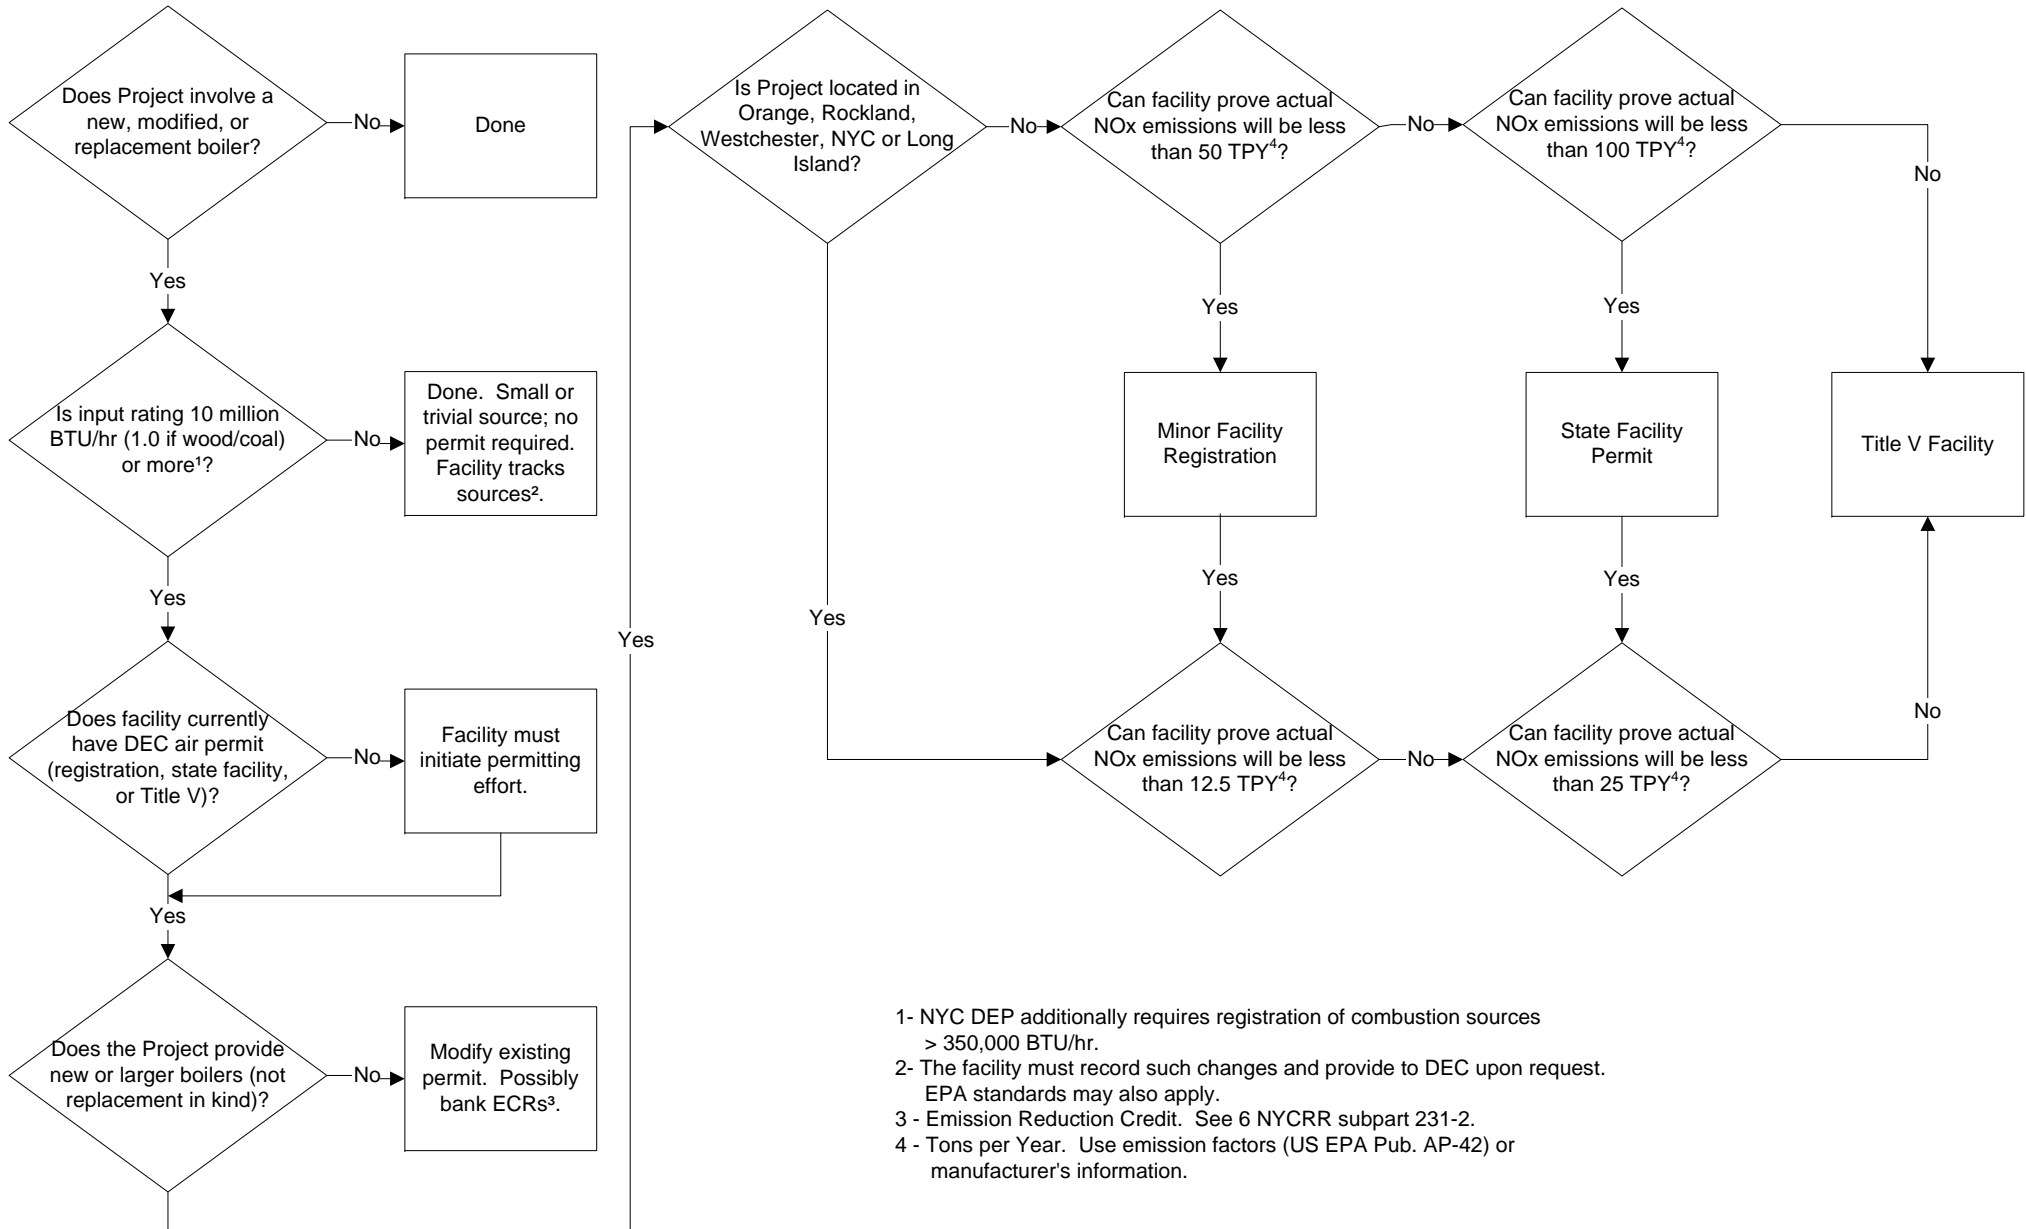 Does Project involve a
new, modified, or
replacement boiler?
No
Done
Yes
Is input rating 10 million
BTU/hr (1.0 if wood/coal)
or more¹?
No
Done. Small or
trivial source; no
permit required.
Facility tracks
sources².
Yes
Does facility currently
have DEC air permit
(registration, state facility,
or Title V)?
No
Facility must
initiate permitting
effort.
Yes
Does the Project provide
new or larger boilers (not
replacement in kind)?
No
Modify existing
permit. Possibly
bank ECRs³.
Yes
Is Project located in
Orange, Rockland,
Westchester, NYC or Long
Island?
No
Can facility prove actual
NOx emissions will be less
than 50 TPY⁴?
No
Can facility prove actual
NOx emissions will be less
than 100 TPY⁴?
No
Yes
Yes
Minor Facility
Registration
State Facility
Permit
Title V Facility
Yes
Yes
Yes
Can facility prove actual
NOx emissions will be less
than 12.5 TPY⁴?
No
Can facility prove actual
NOx emissions will be less
than 25 TPY⁴?
No
1- NYC DEP additionally requires registration of combustion sources
> 350,000 BTU/hr.
2- The facility must record such changes and provide to DEC upon request.
EPA standards may also apply.
3 - Emission Reduction Credit. See 6 NYCRR subpart 231-2.
4 - Tons per Year. Use emission factors (US EPA Pub. AP-42) or
manufacturer's information.